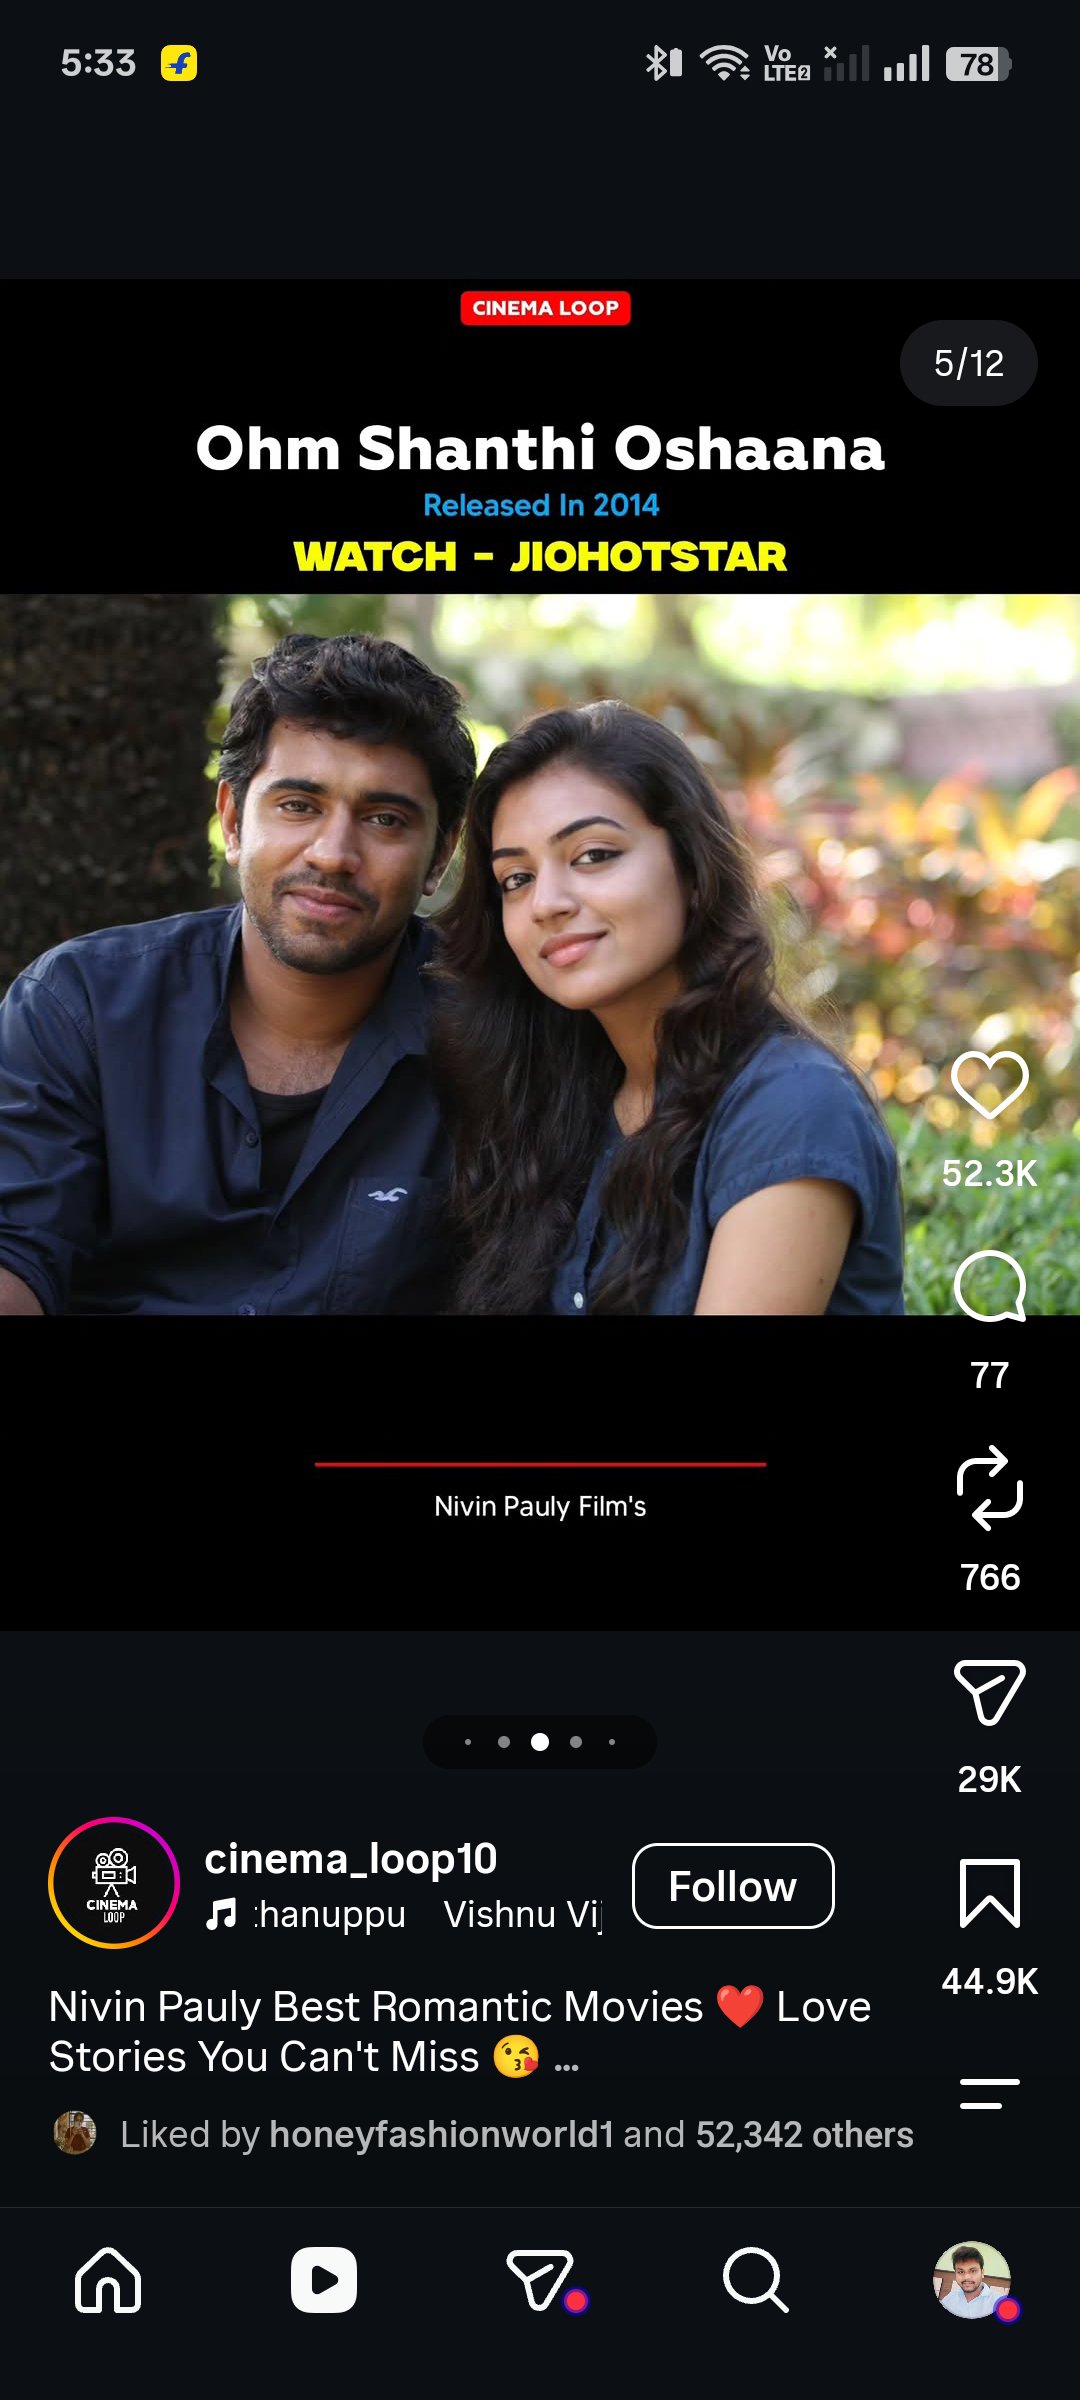 5:33
Vo
LTE2
78
CINEMA LOOP
5/12
Ohm Shanthi Oshaana
Released In 2014
WATCH - JIOHOTSTAR
52.3K
77
Nivin Pauly Film's
766
29K
CINEMA
LOOP
cinema_loop10
:hanuppu Vishnu Vij
Follow
44.9K
Nivin Pauly Best Romantic Movies ❤️ Love
Stories You Can't Miss 😘 ...
Liked by honeyfashionworld1 and 52,342 others